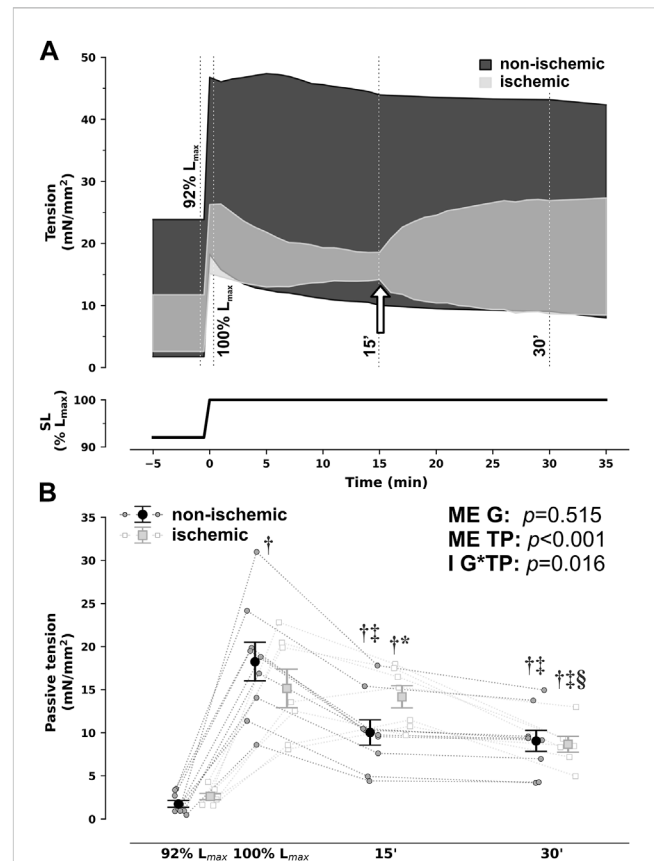 A
non-ischemic
ischemic
50
40
30
20
10
0
Tension
(mN/mm²)
92% Lmax
100% Lmax
15'
30'
SL
(% Lmax)
100
90
−5 0 5 10 15 20 25 30 35
Time (min)
B
non-ischemic
ischemic
ME G: p=0.515
ME TP: p<0.001
I G*TP: p=0.016
35
30
25
20
15
10
5
0
Passive tension
mN/mm²)
†
†‡
†*
†‡
†‡§
92% Lmax 100% Lmax 15' 30'